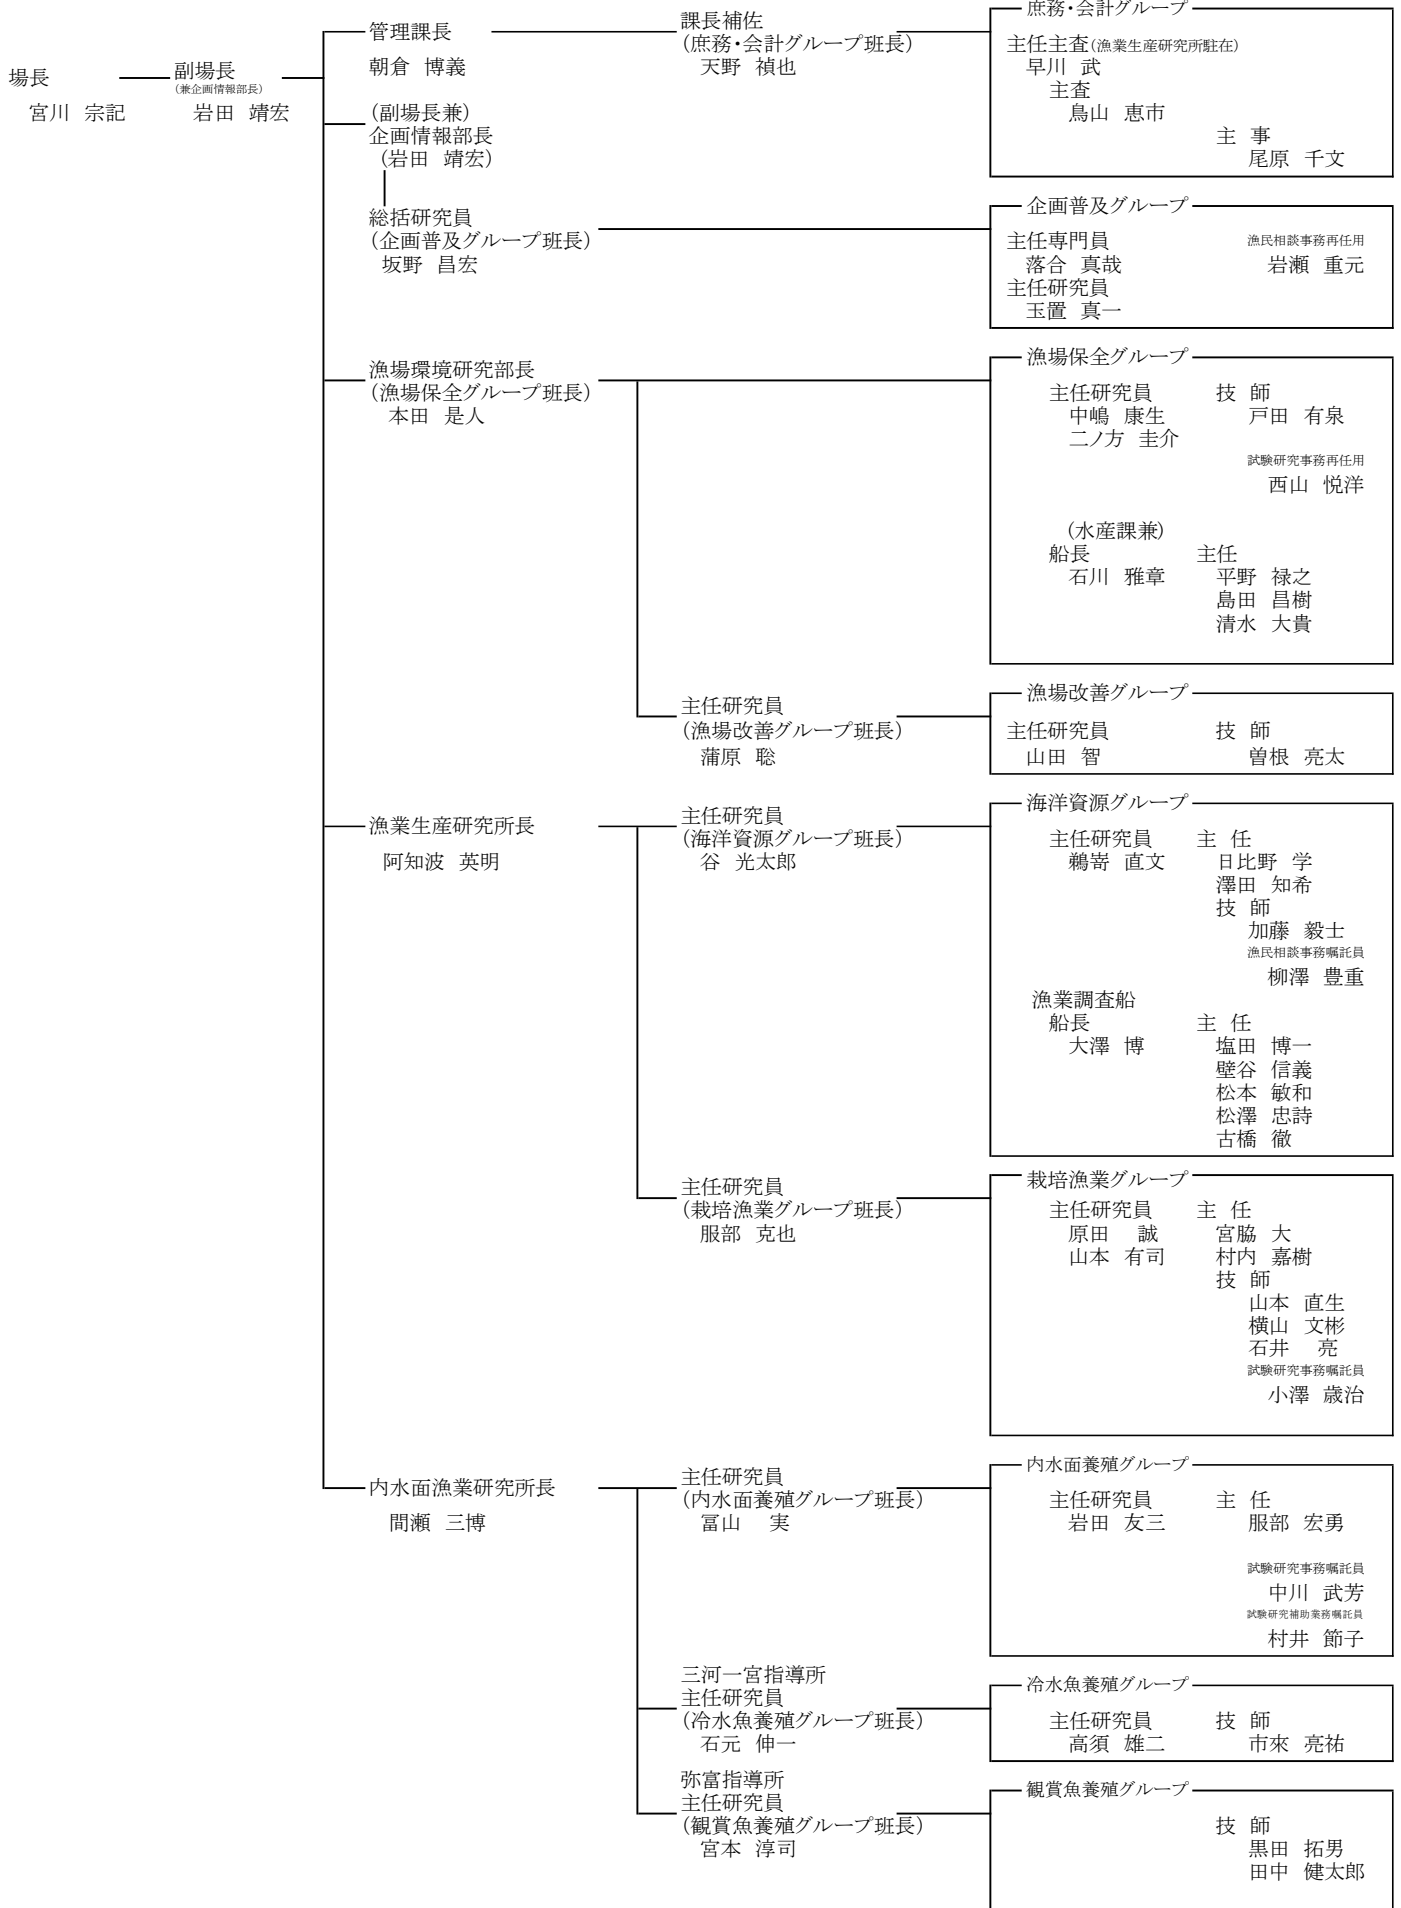 場長
宮川 宗記
副場長
(兼企画情報部長)
岩田 靖宏
管理課長
朝倉 博義
課長補佐
(庶務・会計グループ班長)
天野 禎也
庶務・会計グループ
主任主査(漁業生産研究所駐在)
早川 武
主査
鳥山 恵市
主 事
尾原 千文
(副場長兼)
企画情報部長
(岩田 靖宏)
総括研究員
(企画普及グループ班長)
坂野 昌宏
企画普及グループ
主任専門員 漁民相談事務再任用
落合 真哉 岩瀬 重元
主任研究員
玉置 真一
漁場環境研究部長
(漁場保全グループ班長)
本田 是人
漁場保全グループ
主任研究員 技 師
中嶋 康生 戸田 有泉
二ノ方 圭介
試験研究事務再任用
西山 悦洋
(水産課兼)
船長 主任
石川 雅章 平野 禄之
島田 昌樹
清水 大貴
主任研究員
(漁場改善グループ班長)
蒲原 聡
漁場改善グループ
主任研究員 技 師
山田 智 曽根 亮太
漁業生産研究所長
阿知波 英明
主任研究員
(海洋資源グループ班長)
谷 光太郎
海洋資源グループ
主任研究員 主 任
鵜嵜 直文 日比野 学
澤田 知希
技 師
加藤 毅士
漁民相談事務嘱託員
柳澤 豊重
漁業調査船
船長 主 任
大澤 博 塩田 博一
壁谷 信義
松本 敏和
松澤 忠詩
古橋 徹
主任研究員
(栽培漁業グループ班長)
服部 克也
栽培漁業グループ
主任研究員 主 任
原田 誠 宮脇 大
山本 有司 村内 嘉樹
技 師
山本 直生
横山 文彬
石井 亮
試験研究事務嘱託員
小澤 歳治
内水面漁業研究所長
間瀬 三博
主任研究員
(内水面養殖グループ班長)
冨山 実
内水面養殖グループ
主任研究員 主 任
岩田 友三 服部 宏勇
試験研究事務嘱託員
中川 武芳
試験研究補助業務嘱託員
村井 節子
三河一宮指導所
主任研究員
(冷水魚養殖グループ班長)
石元 伸一
冷水魚養殖グループ
主任研究員 技 師
高須 雄二 市來 亮祐
弥富指導所
主任研究員
(観賞魚養殖グループ班長)
宮本 淳司
観賞魚養殖グループ
技 師
黒田 拓男
田中 健太郎